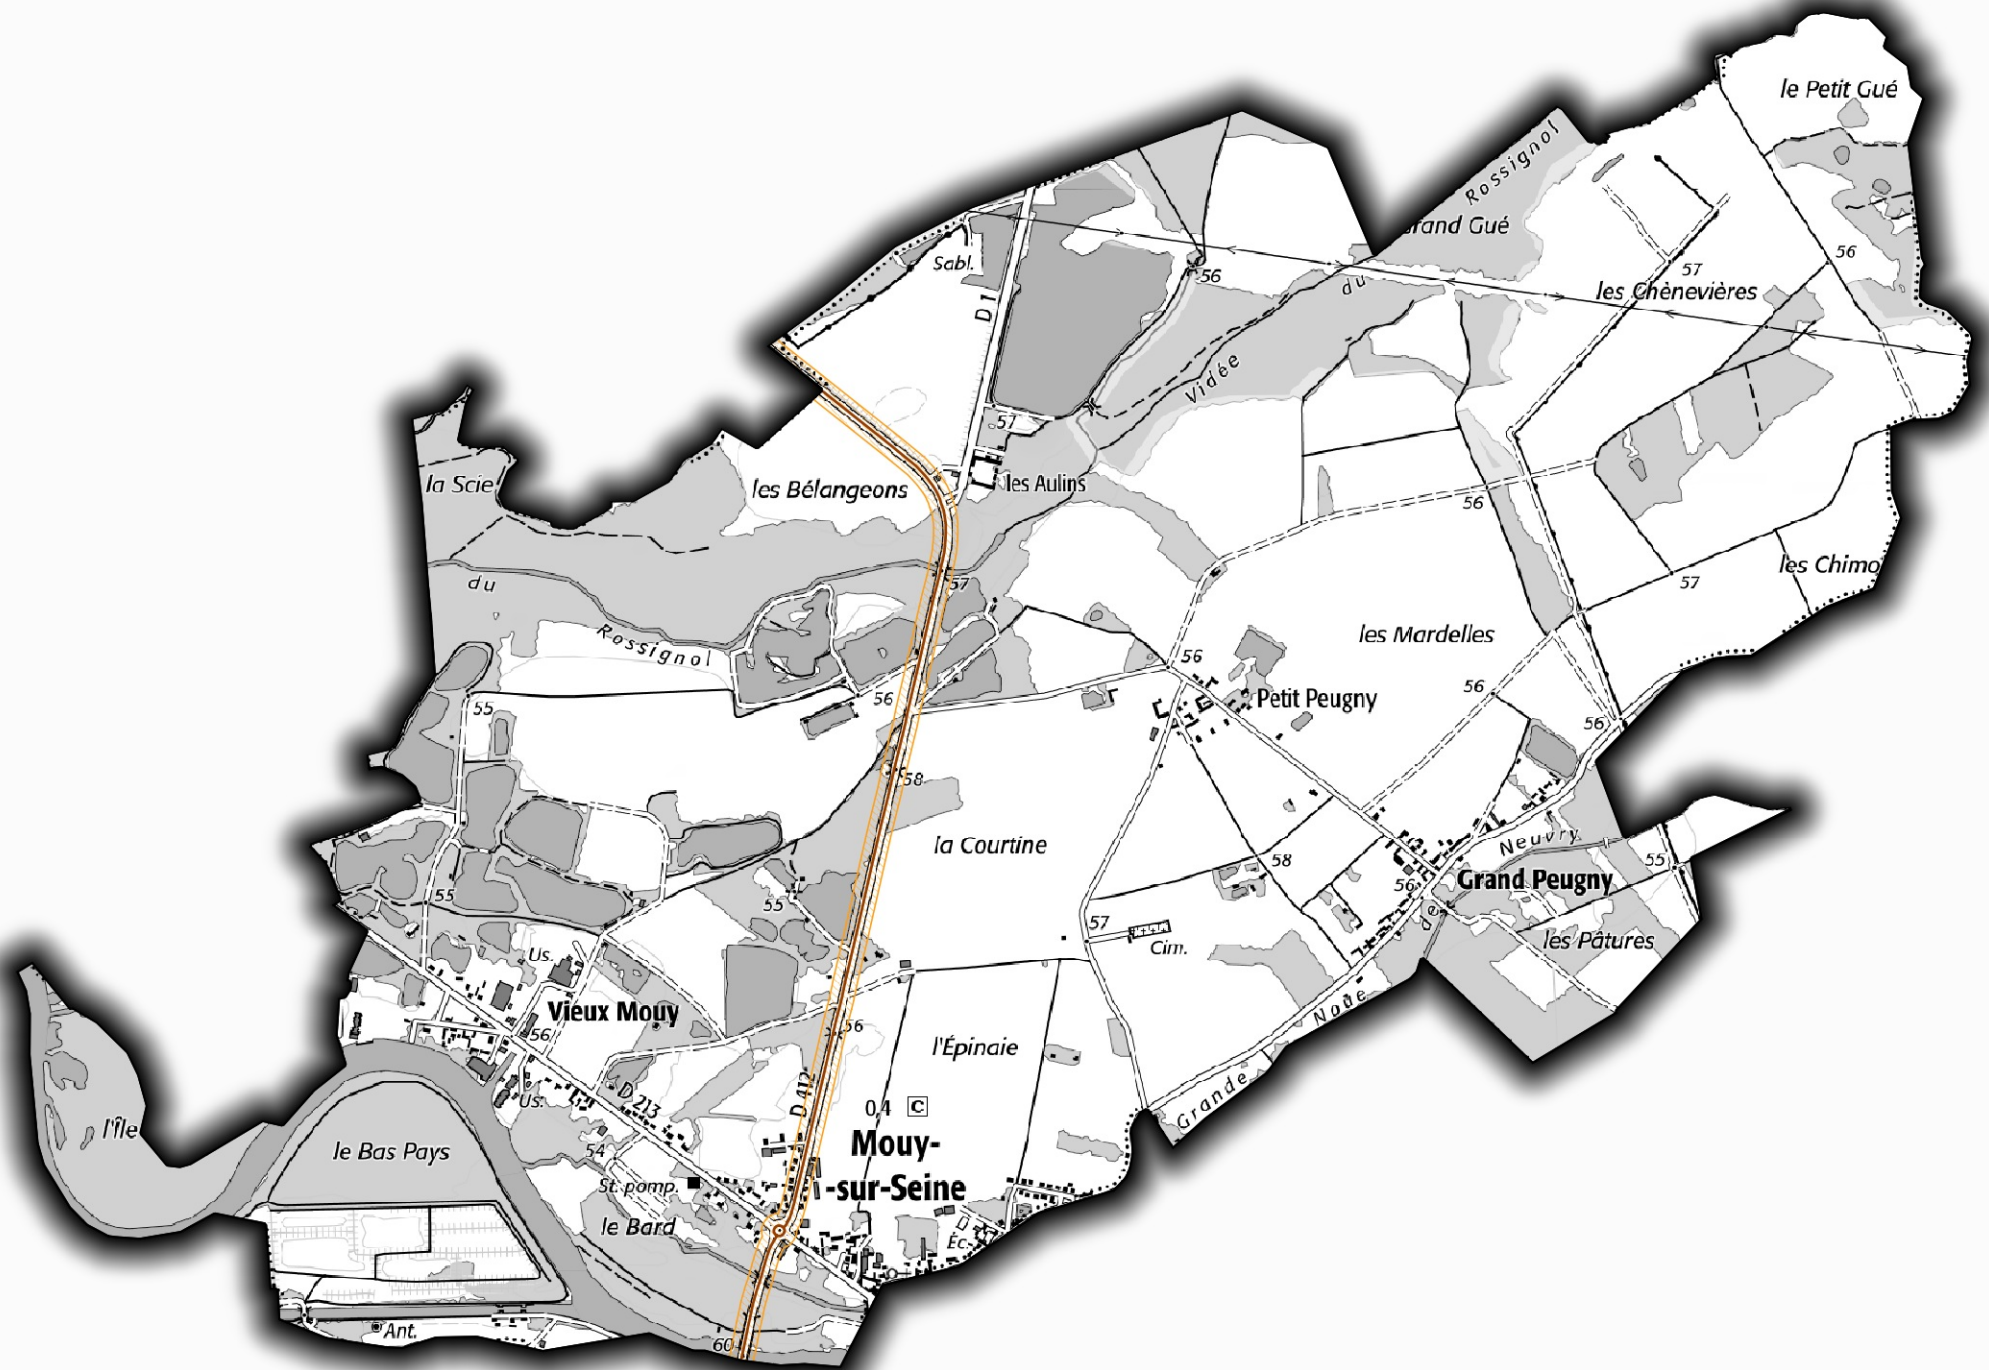 le Petit Gué
Rossignol
Grand Gué
56
57
Sabl.
56
les Chènevières
du
D 1
Vidée
57
la Scie
les Bélangeons
les Aulins
56
les Chimo
57
57
du
Rossignol
les Mardelles
56
56
56
Petit Peugny
55
56
58
la Courtine
Neuvry
58
55
56
Grand Peugny
55
55
57
les Pâtures
Cim.
Us.
Vieux Mouy
Noue
56
56
l'Épinaie
Grande
Us.
D 213
D 412
0,4 C
l'Île
le Bas Pays
54
Mouy-
-sur-Seine
St. pomp.
le Bard
D
Éc.
Ant.
60